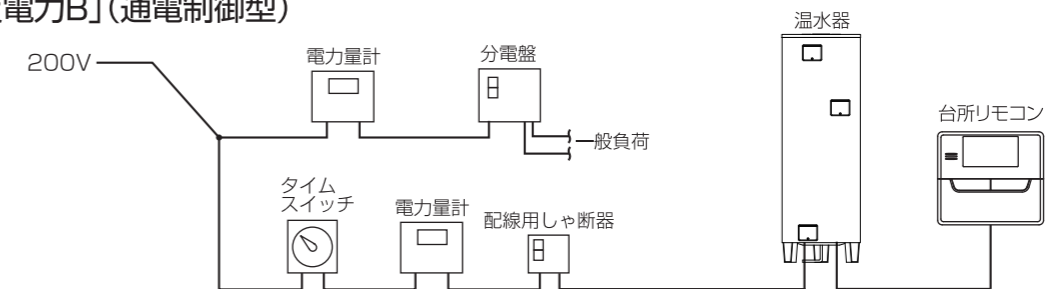 電力B」(通電制御型)
200V
電力量計
分電盤
温水器
台所リモコン
一般負荷
タイム
スイッチ
電力量計
配線用しゃ断器